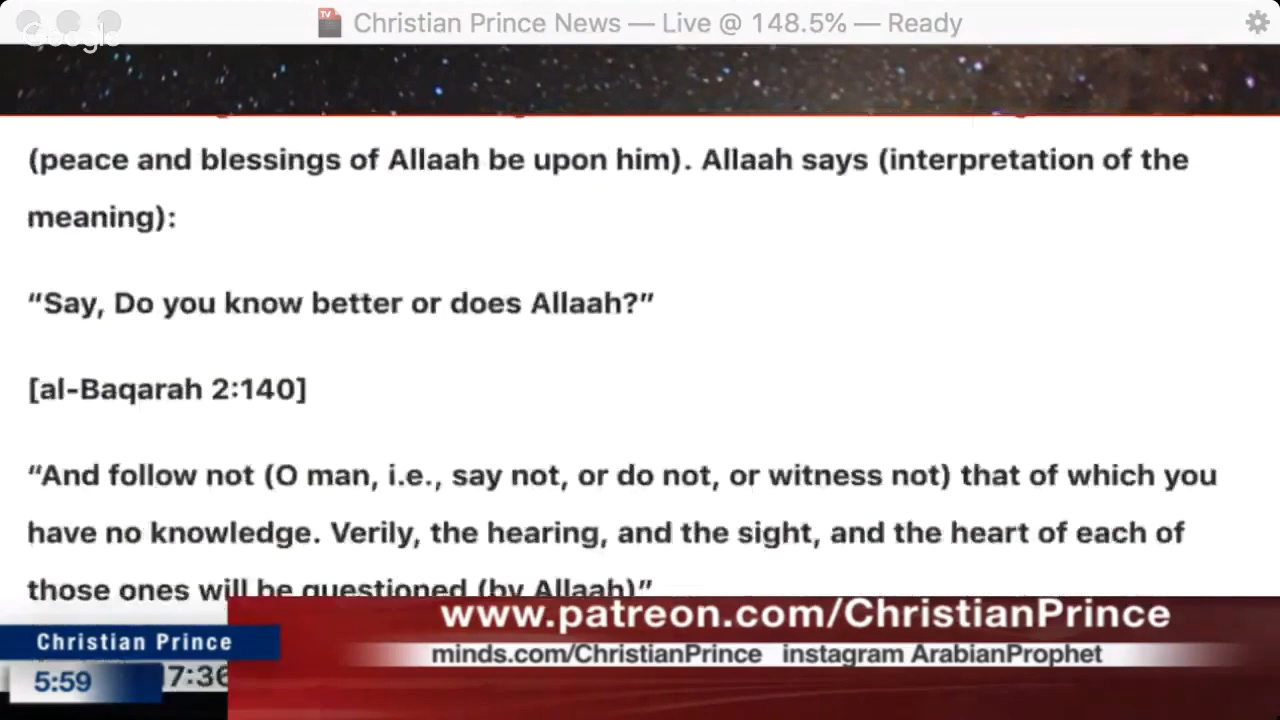 Christian Prince News — Live @ 148.5% — Ready
Google
TV
(peace and blessings of Allaah be upon him). Allaah says (interpretation of the
meaning):
“Say, Do you know better or does Allaah?”
[al-Baqarah 2:140]
“And follow not (O man, i.e., say not, or do not, or witness not) that of which you
have no knowledge. Verily, the hearing, and the sight, and the heart of each of
those ones will be questioned (by Allaah)”
www.patreon.com/ChristianPrince
Christian Prince
minds.com/ChristianPrince instagram ArabianProphet
5:59
17:36